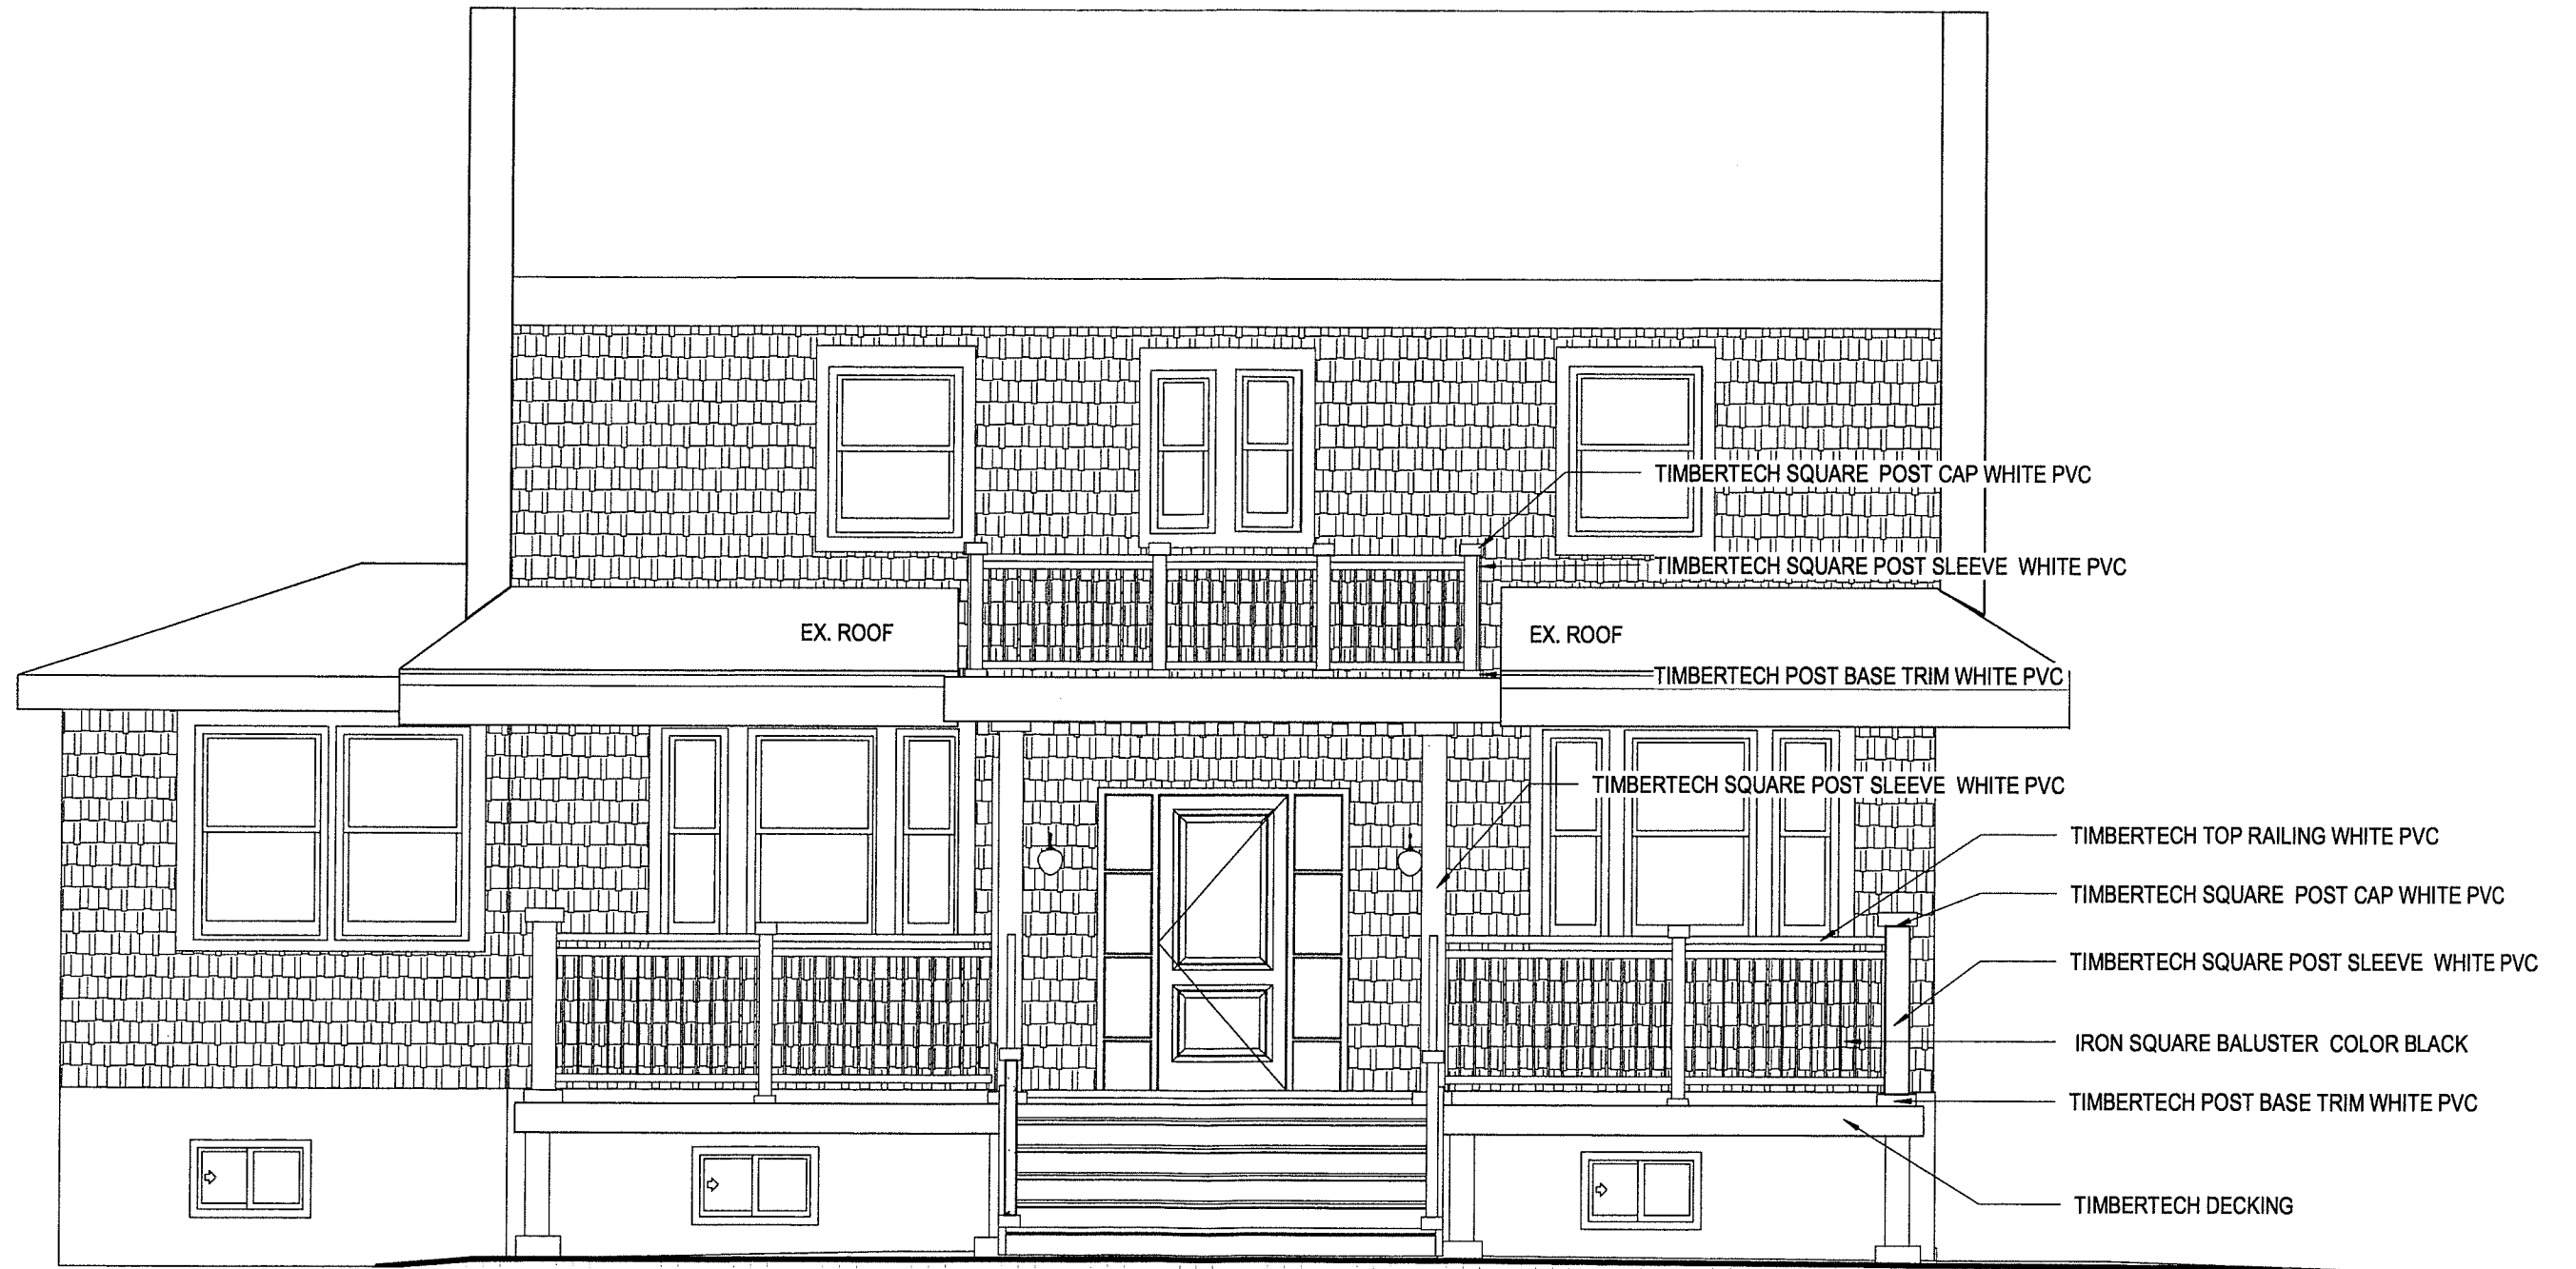 TIMBERTECH SQUARE POST CAP WHITE PVC
TIMBERTECH SQUARE POST SLEEVE WHITE PVC
EX. ROOF
EX. ROOF
TIMBERTECH POST BASE TRIM WHITE PVC
TIMBERTECH SQUARE POST SLEEVE WHITE PVC
TIMBERTECH TOP RAILING WHITE PVC
TIMBERTECH SQUARE POST CAP WHITE PVC
TIMBERTECH SQUARE POST SLEEVE WHITE PVC
IRON SQUARE BALUSTER COLOR BLACK
TIMBERTECH POST BASE TRIM WHITE PVC
TIMBERTECH DECKING